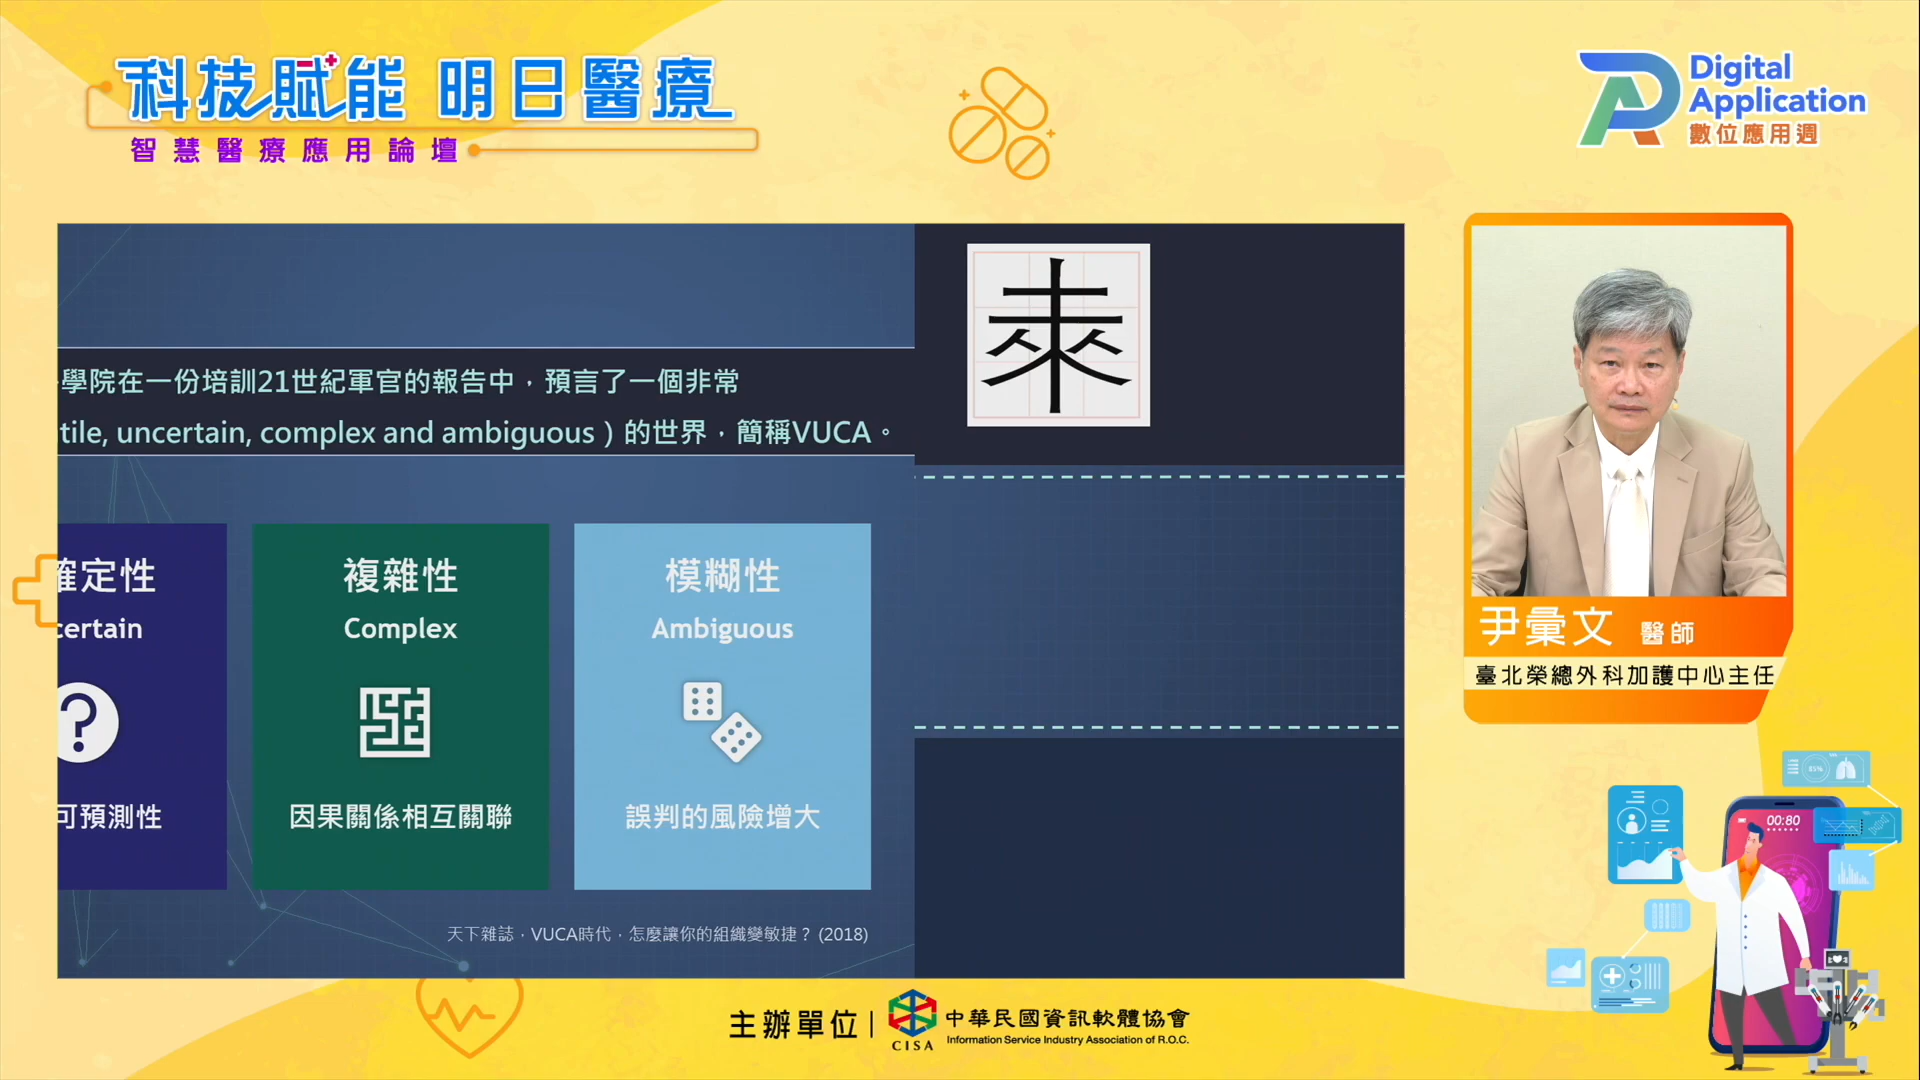 科技賦能 明日醫療
智慧醫療應用論壇
Digital
Application
數位應用週
學院在一份培訓21世紀軍官的報告中，預言了一個非常
tile, uncertain, complex and ambiguous）的世界，簡稱VUCA。
確定性
certain
?
可預測性
複雜性
Complex
因果關係相互關聯
模糊性
Ambiguous
誤判的風險增大
天下雜誌，VUCA時代，怎麼讓你的組織變敏捷？ (2018)
尹彙文 醫師
臺北榮總外科加護中心主任
00:80
85%
主辦單位
CISA
中華民國資訊軟體協會
Information Service Industry Association of R.O.C.